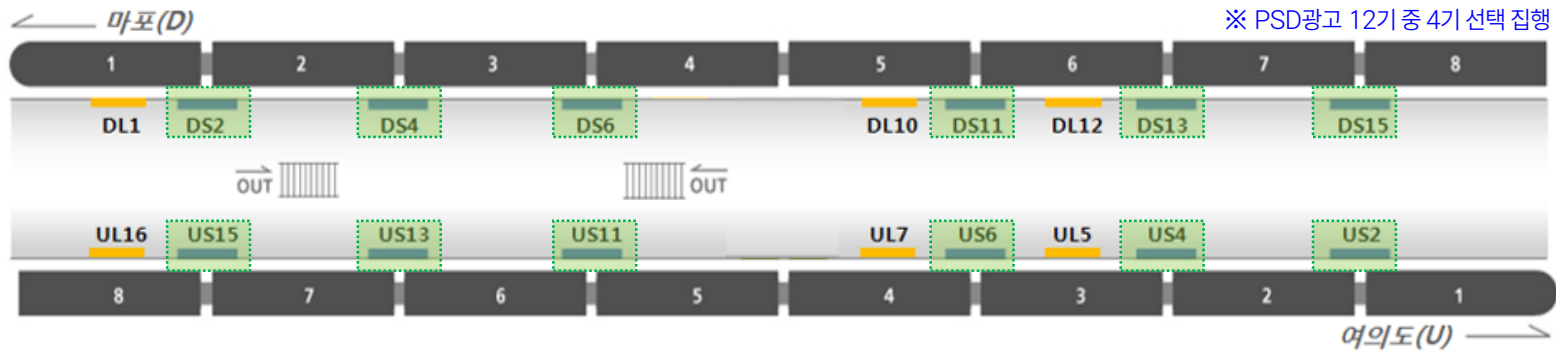 마포(D)
※ PSD광고 12기 중 4기 선택 집행
1 2 3 4 5 6 7 8
DL1 DS2 DS4 DS6 DL10 DS11 DL12 DS13 DS15
OUT OUT
UL16 US15 US13 US11 UL7 US6 UL5 US4 US2
8 7 6 5 4 3 2 1
여의도(U)